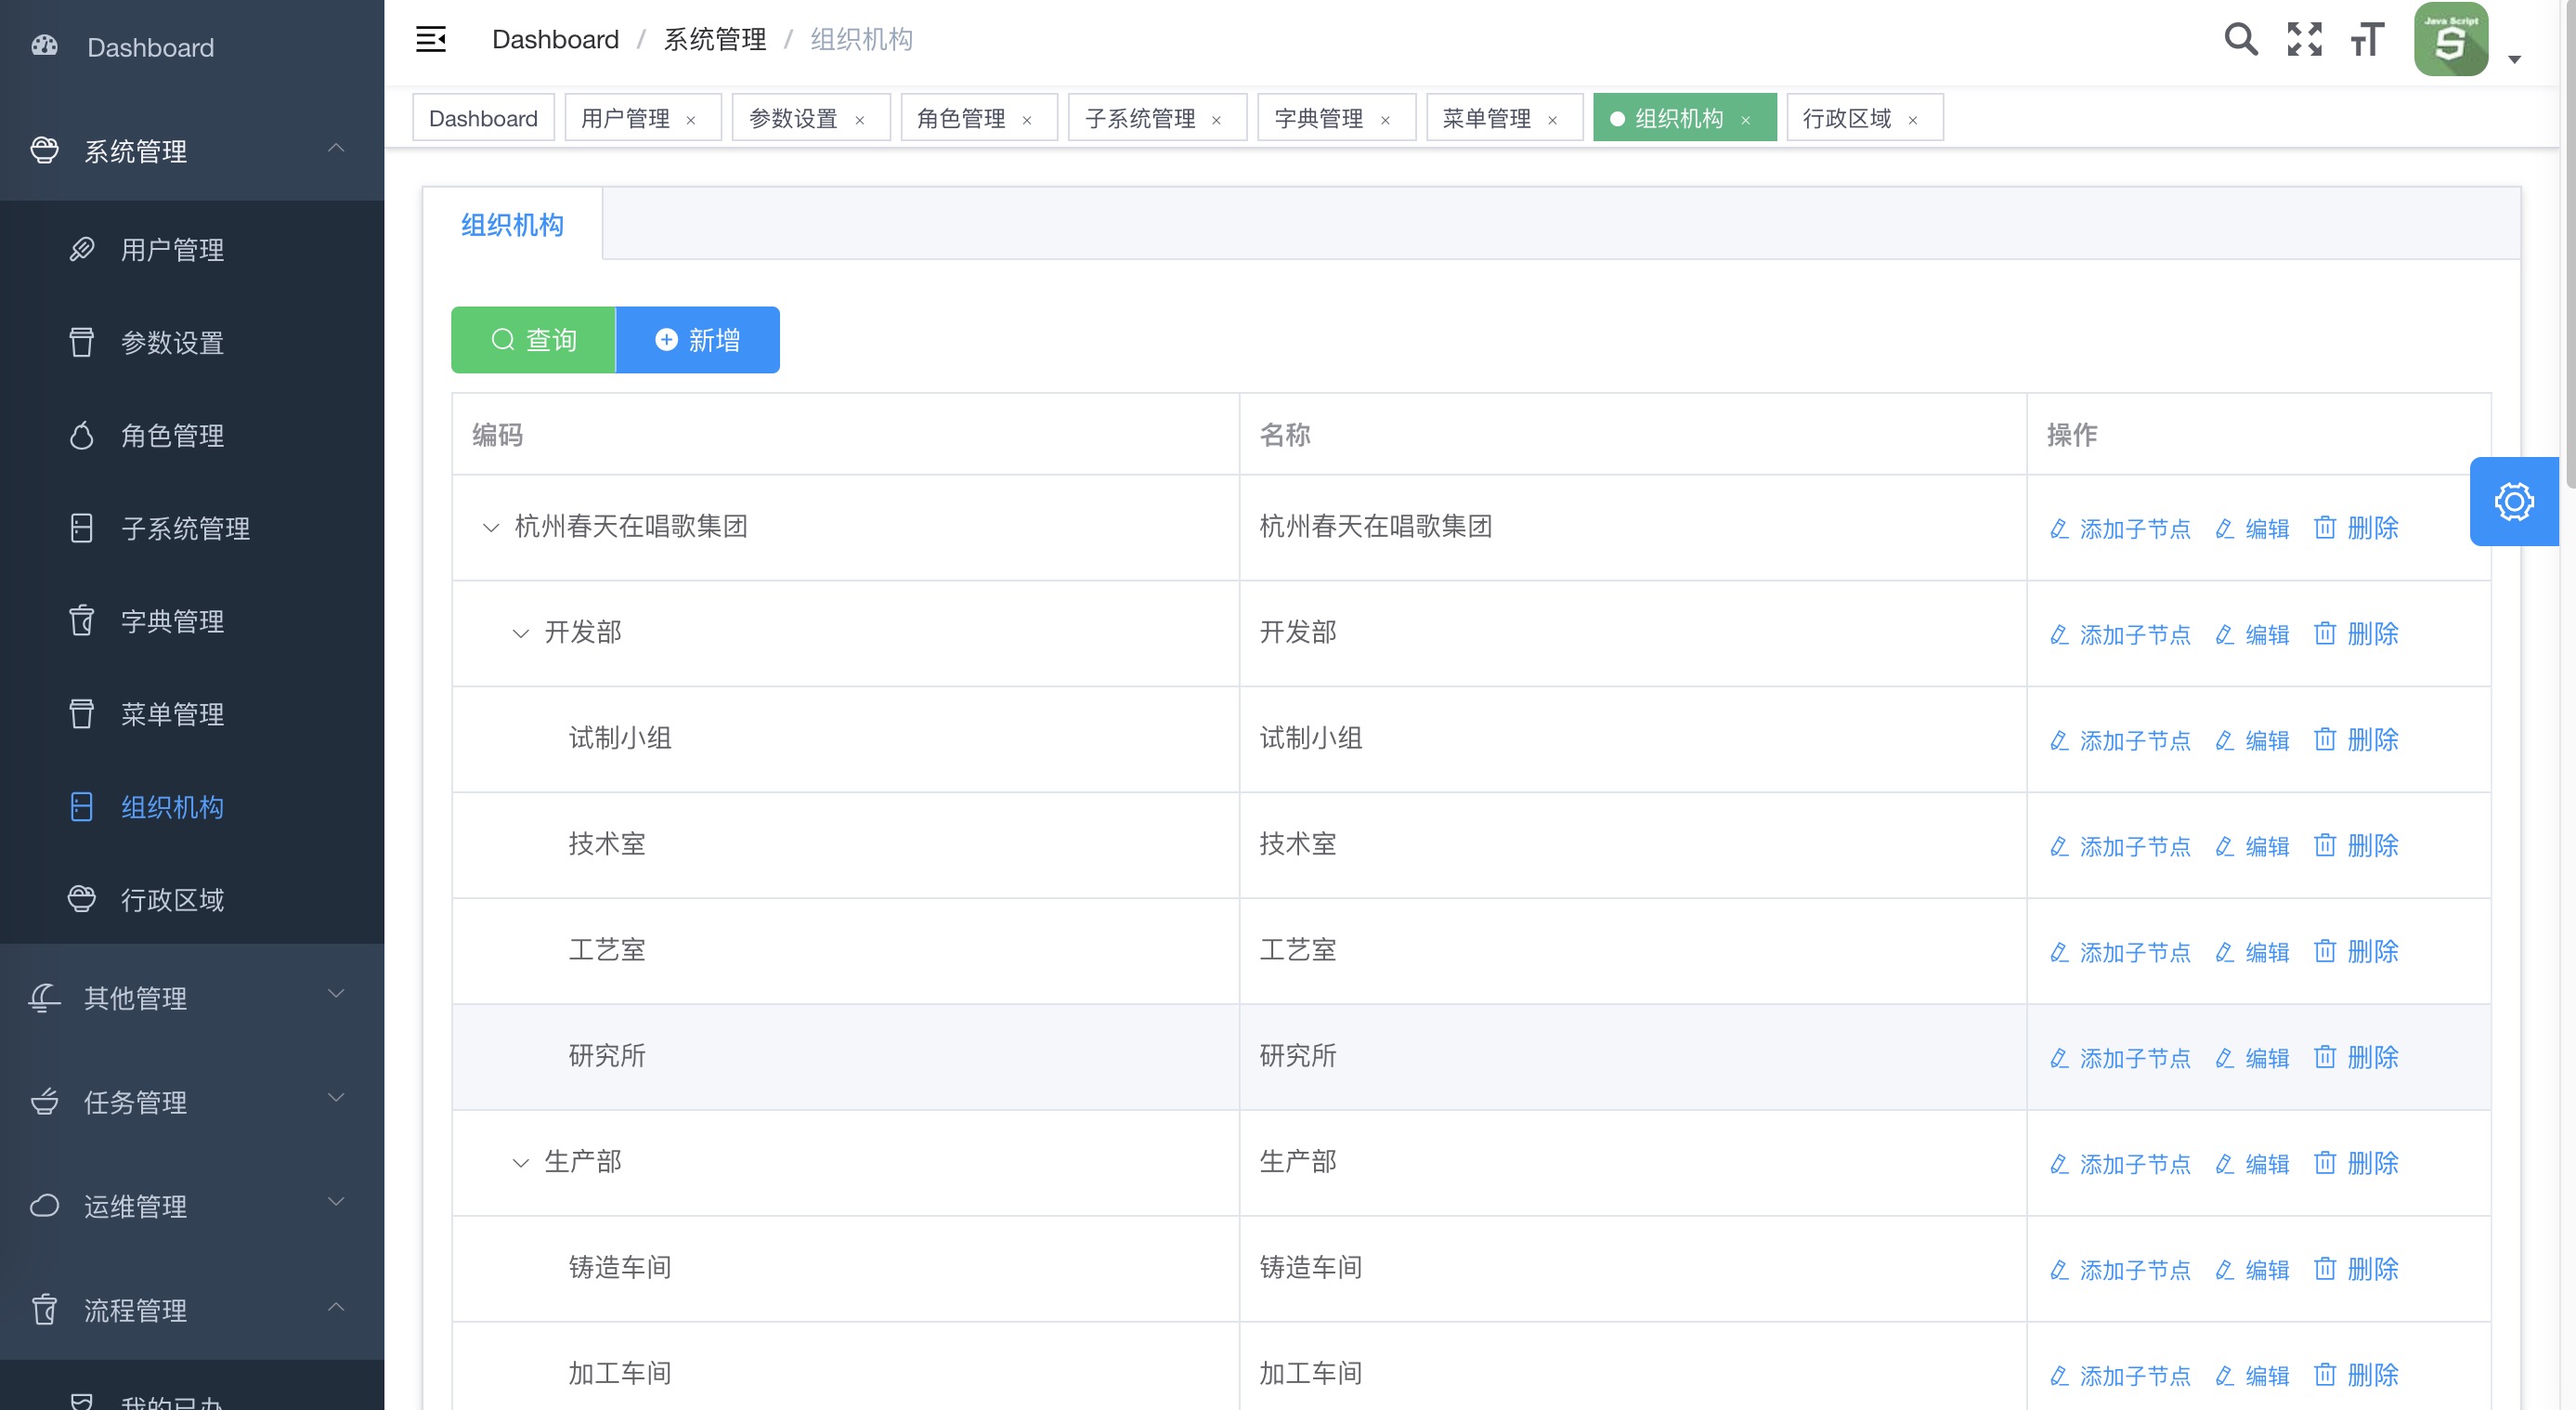 Dashboard
系统管理
用户管理
参数设置
角色管理
子系统管理
字典管理
菜单管理
组织机构
行政区域
其他管理
任务管理
运维管理
流程管理
我的已办
Dashboard / 系统管理 / 组织机构
Java Script
S
Dashboard 用户管理 × 参数设置 × 角色管理 × 子系统管理 × 字典管理 × 菜单管理 × 组织机构 × 行政区域 ×
组织机构
查询 新增
编码 名称 操作
杭州春天在唱歌集团 杭州春天在唱歌集团 添加子节点 编辑 删除
开发部 开发部 添加子节点 编辑 删除
试制小组 试制小组 添加子节点 编辑 删除
技术室 技术室 添加子节点 编辑 删除
工艺室 工艺室 添加子节点 编辑 删除
研究所 研究所 添加子节点 编辑 删除
生产部 生产部 添加子节点 编辑 删除
铸造车间 铸造车间 添加子节点 编辑 删除
加工车间 加工车间 添加子节点 编辑 删除